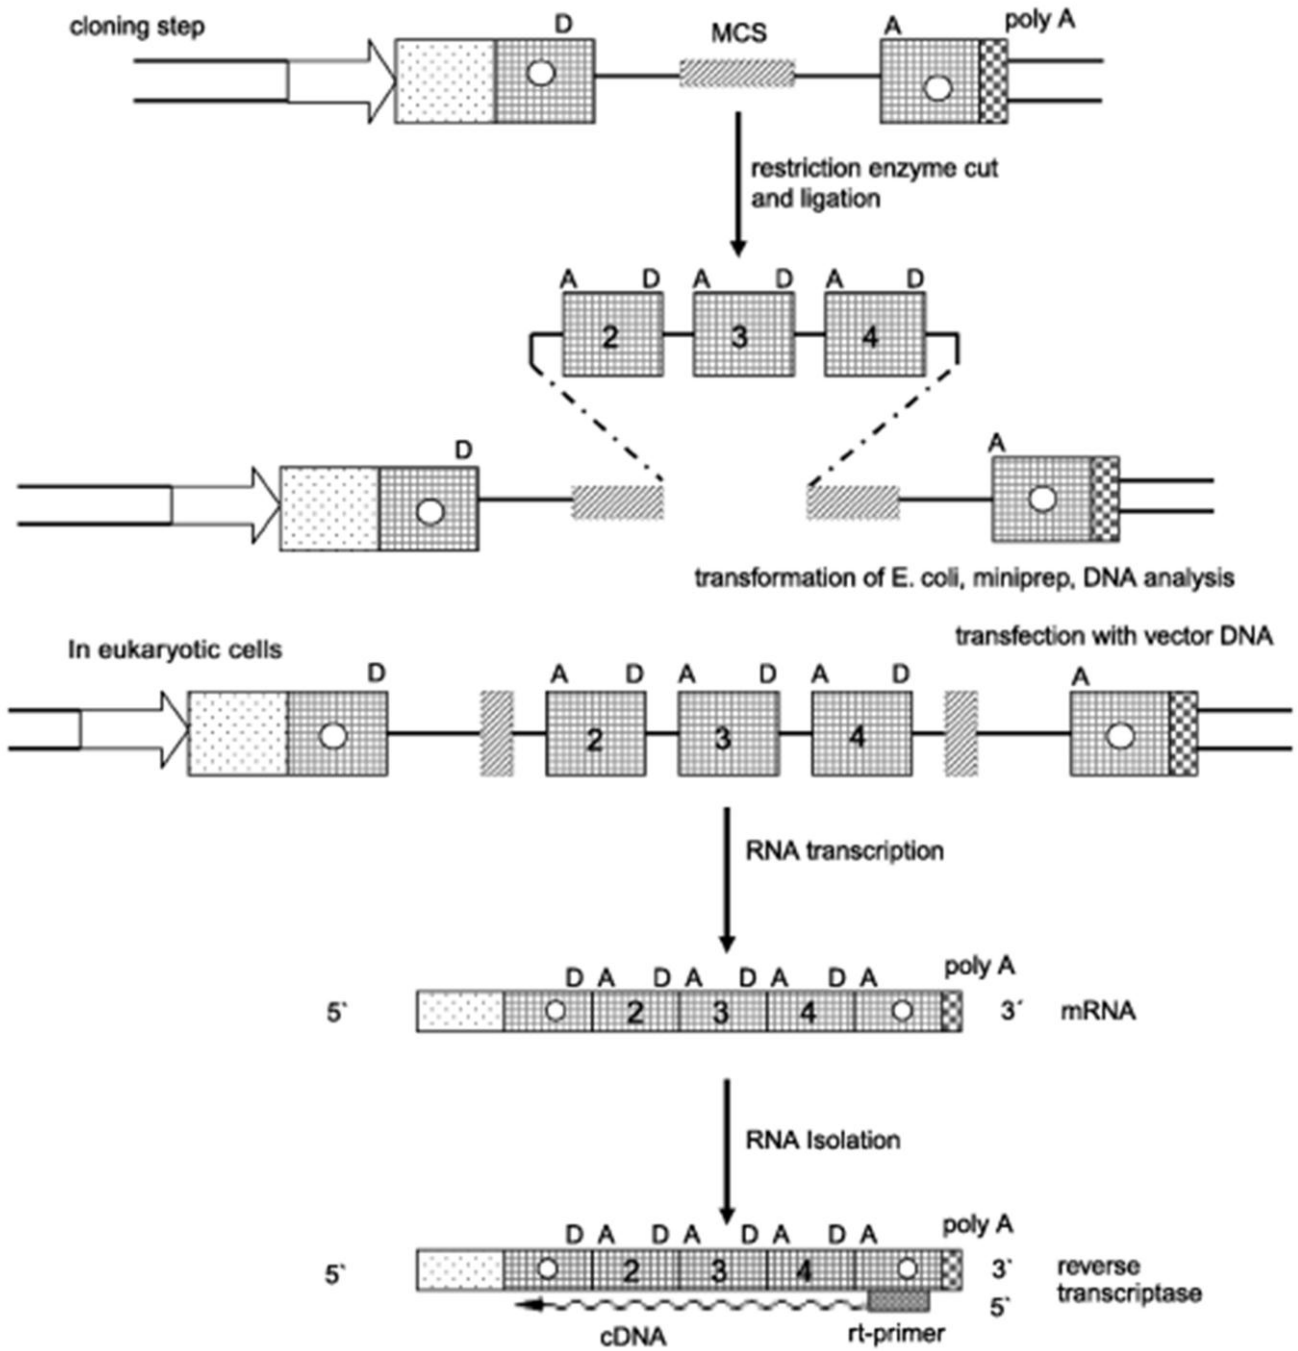 cloning step
D
MCS
A
poly A
restriction enzyme cut
and ligation
A D A D A D
2 3 4
D
A
transformation of E. coli, miniprep, DNA analysis
transfection with vector DNA
In eukaryotic cells
D A D A D A D A
2 3 4
RNA transcription
D A D A D A D A poly A
5` 2 3 4 3´ mRNA
RNA Isolation
D A D A D A D A poly A
5` 2 3 4 3` reverse
transcriptase
5`
cDNA rt-primer